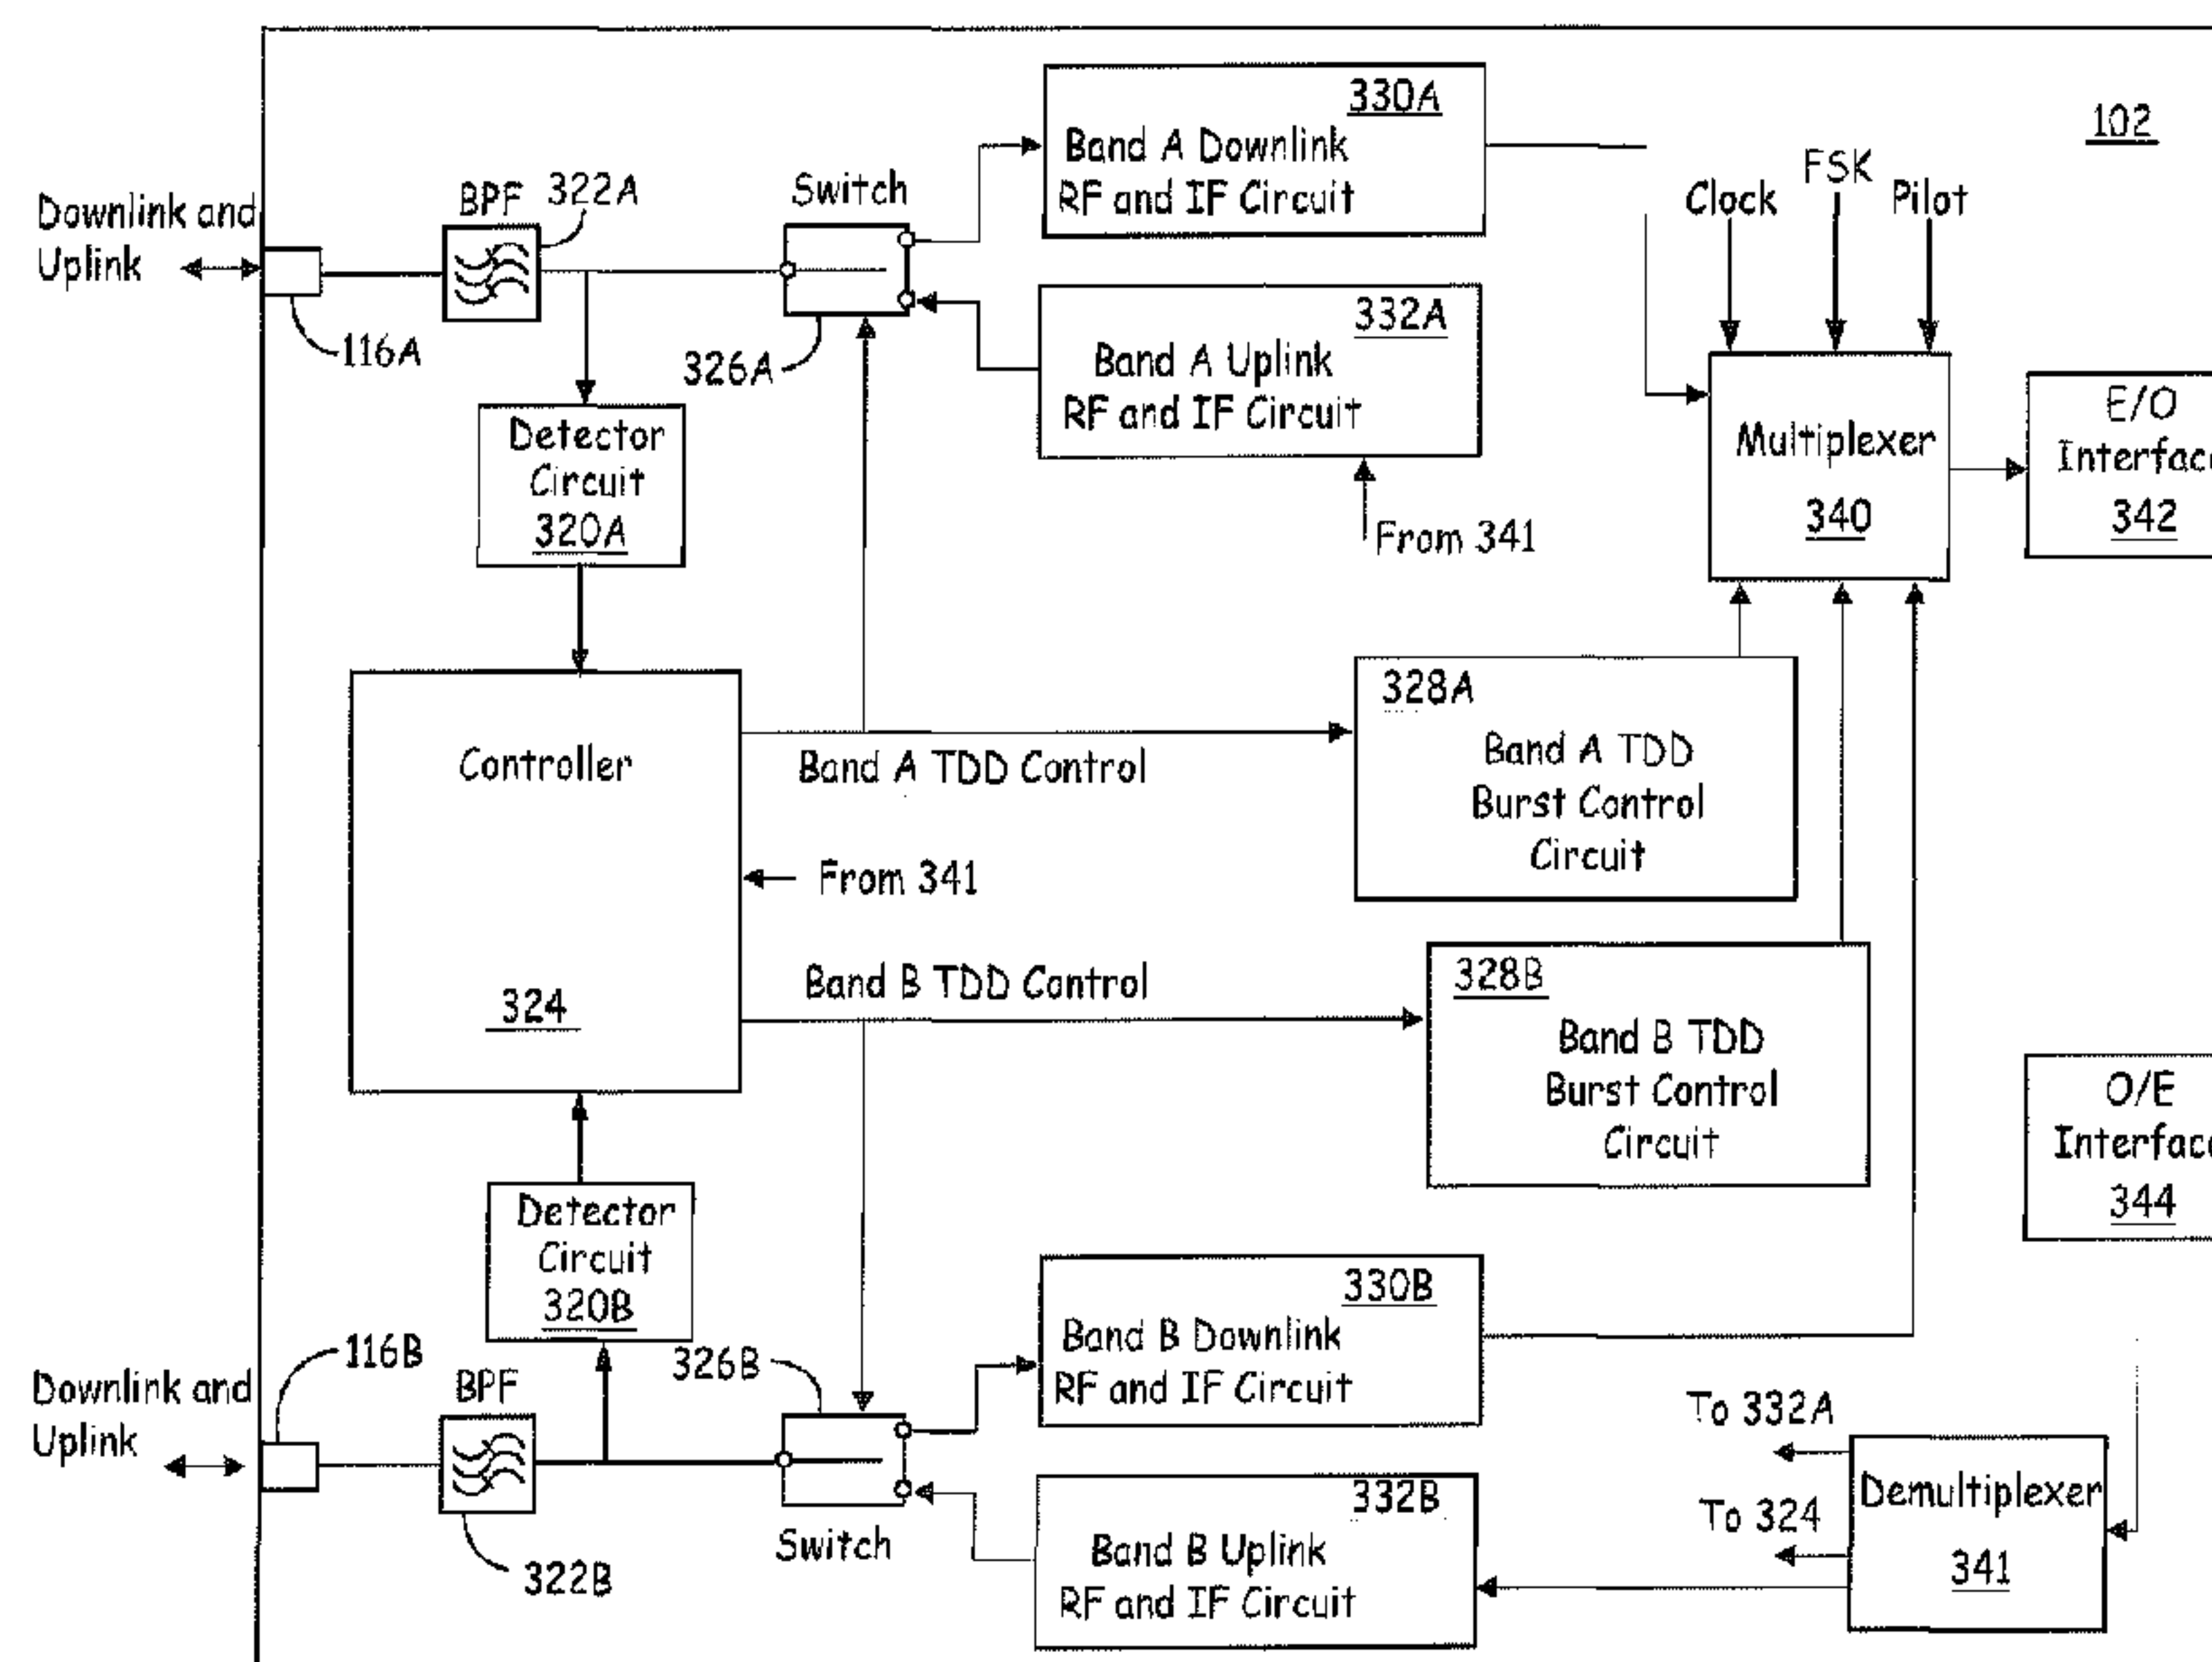 330A
Band A Downlink
RF and IF Circuit
102
FSK
Clock
Pilot
Downlink and
Uplink
BPF
322A
Switch
116A
326A
332A
Band A Uplink
RF and IF Circuit
From 341
Detector
Circuit
320A
Multiplexer
340
E/O
342
Controller
324
Band A TDD Control
328A
Band A TDD
Burst Control
Circuit
From 341
Band B TDD Control
328B
Band B TDD
Burst Control
Circuit
O/E
344
Detector
Circuit
320B
330B
Band B Downlink
RF and IF Circuit
Downlink and
Uplink
116B
BPF
322B
326B
Switch
332B
Band B Uplink
RF and IF Circuit
To 332A
To 324
Demultiplexer
341